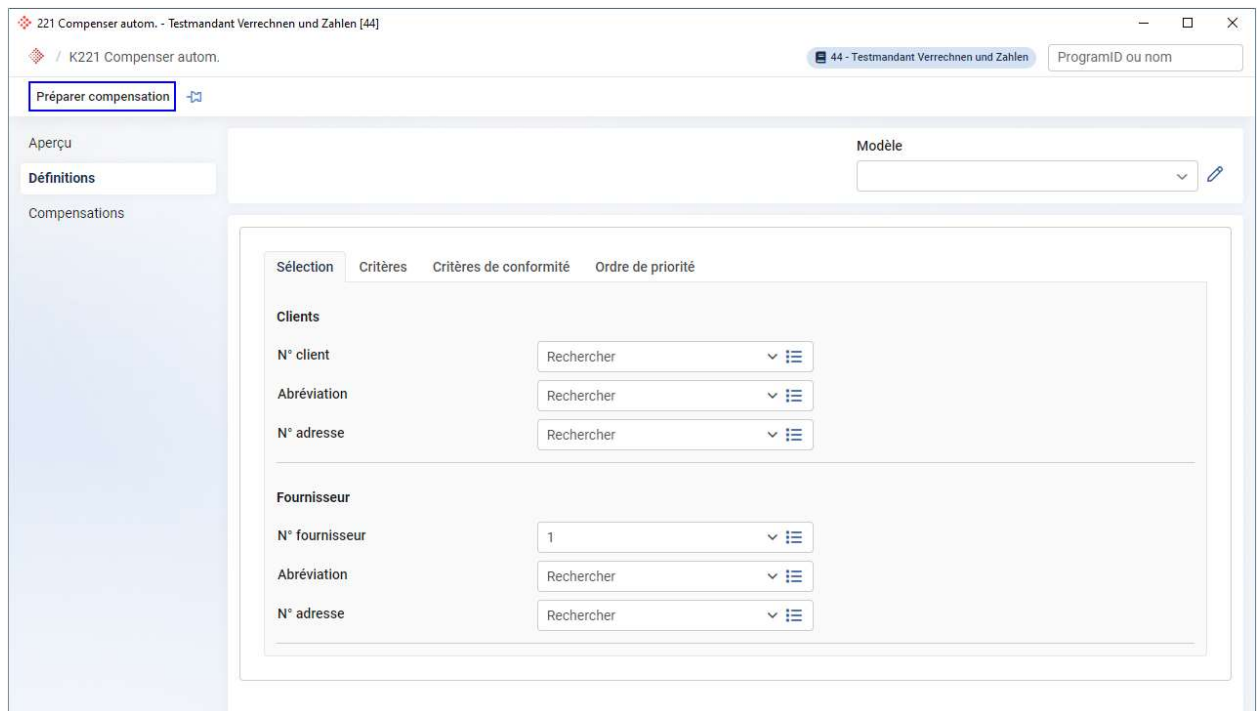 221 Compenser autom. - Testmandant Verrechnen und Zahlen [44]
/ K221 Compenser autom.
44 - Testmandant Verrechnen und Zahlen
ProgramID ou nom
Préparer compensation
Aperçu
Définitions
Compensations
Modèle
Sélection Critères Critères de conformité Ordre de priorité
Clients
N° client Rechercher
Abréviation Rechercher
N° adresse Rechercher
Fournisseur
N° fournisseur 1
Abréviation Rechercher
N° adresse Rechercher